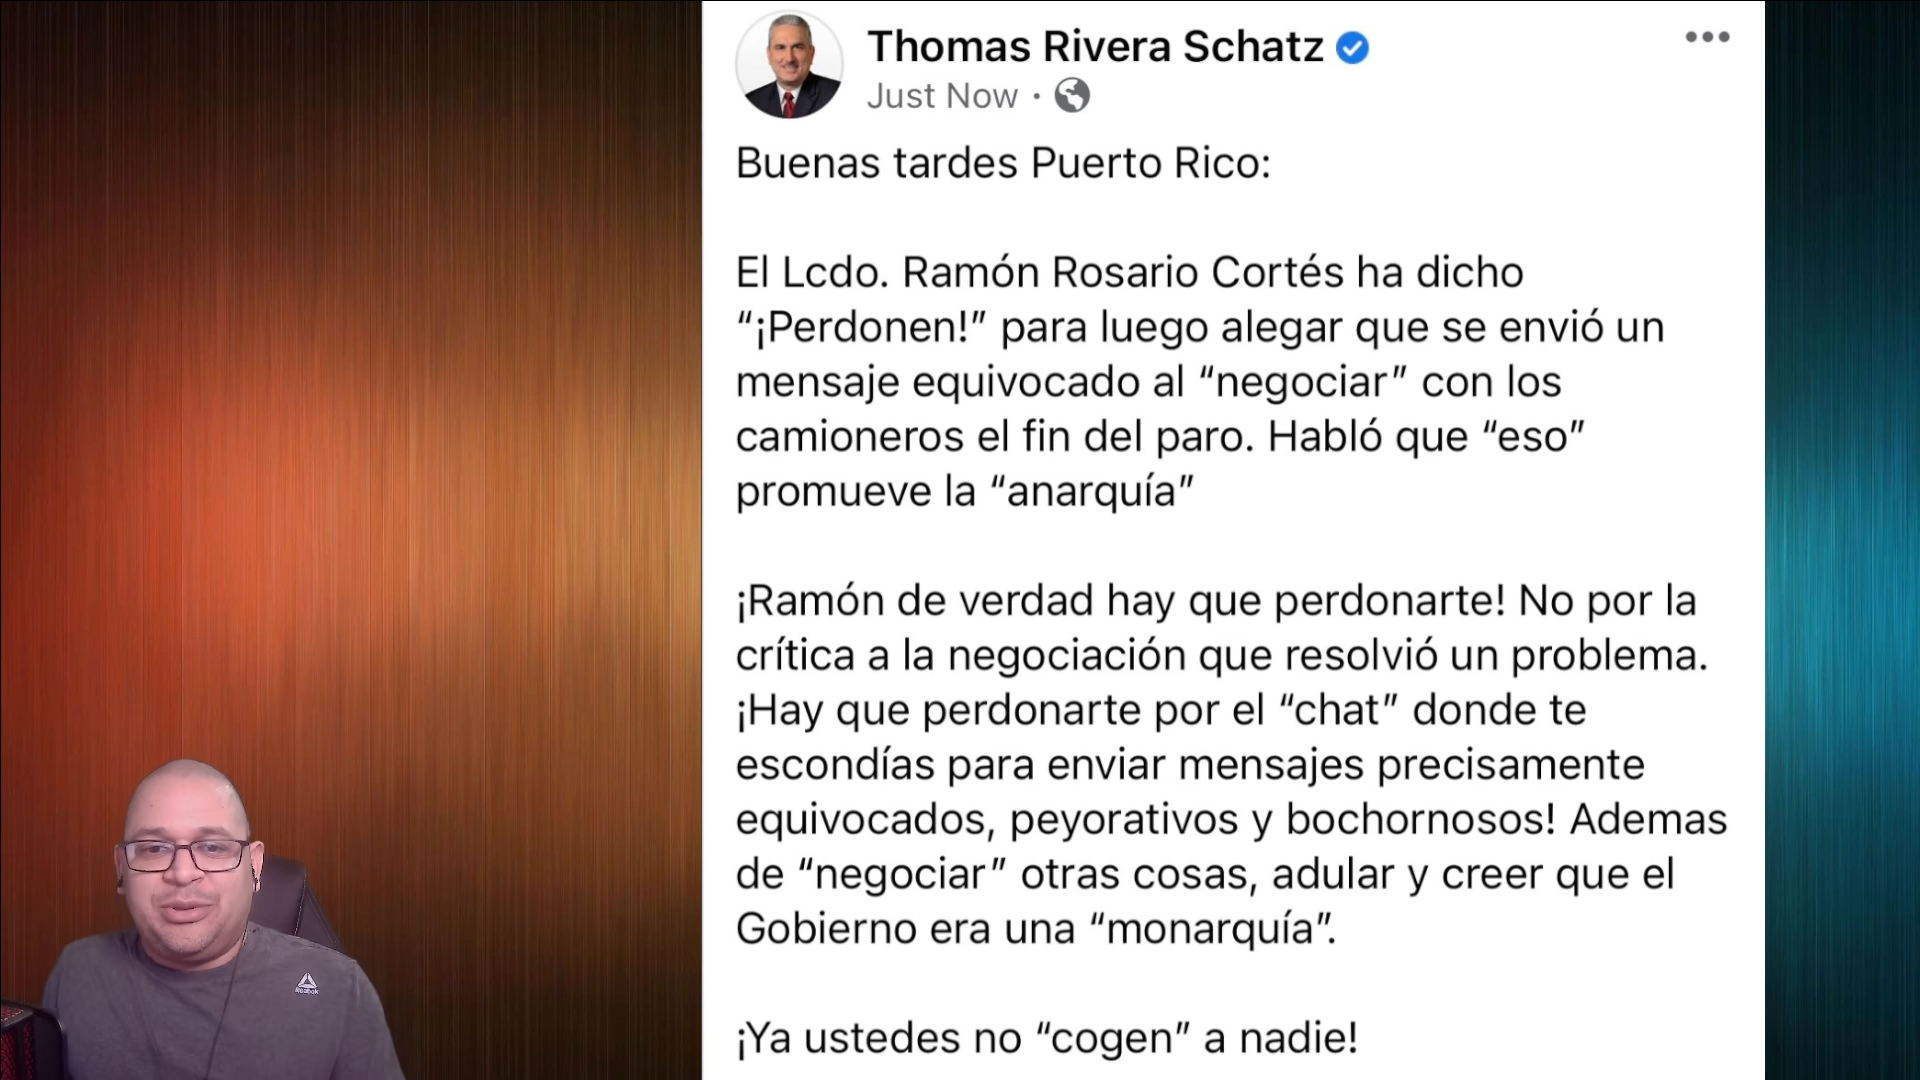 Thomas Rivera Schatz
Just Now ·
Buenas tardes Puerto Rico:
El Lcdo. Ramón Rosario Cortés ha dicho
“¡Perdonen!” para luego alegar que se envió un
mensaje equivocado al “negociar” con los
camioneros el fin del paro. Habló que “eso”
promueve la “anarquía”
¡Ramón de verdad hay que perdonarte! No por la
crítica a la negociación que resolvió un problema.
¡Hay que perdonarte por el “chat” donde te
escondías para enviar mensajes precisamente
equivocados, peyorativos y bochornosos! Ademas
de “negociar” otras cosas, adular y creer que el
Gobierno era una “monarquía”.
¡Ya ustedes no “cogen” a nadie!
Reebok